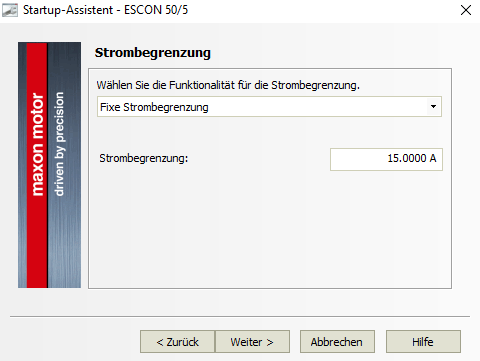 Startup-Assistent - ESCON 50/5
Strombegrenzung
Wählen Sie die Funktionalität für die Strombegrenzung.
Fixe Strombegrenzung
Strombegrenzung: 15.0000 A
maxon motor
driven by precision
< Zurück Weiter > Abbrechen Hilfe